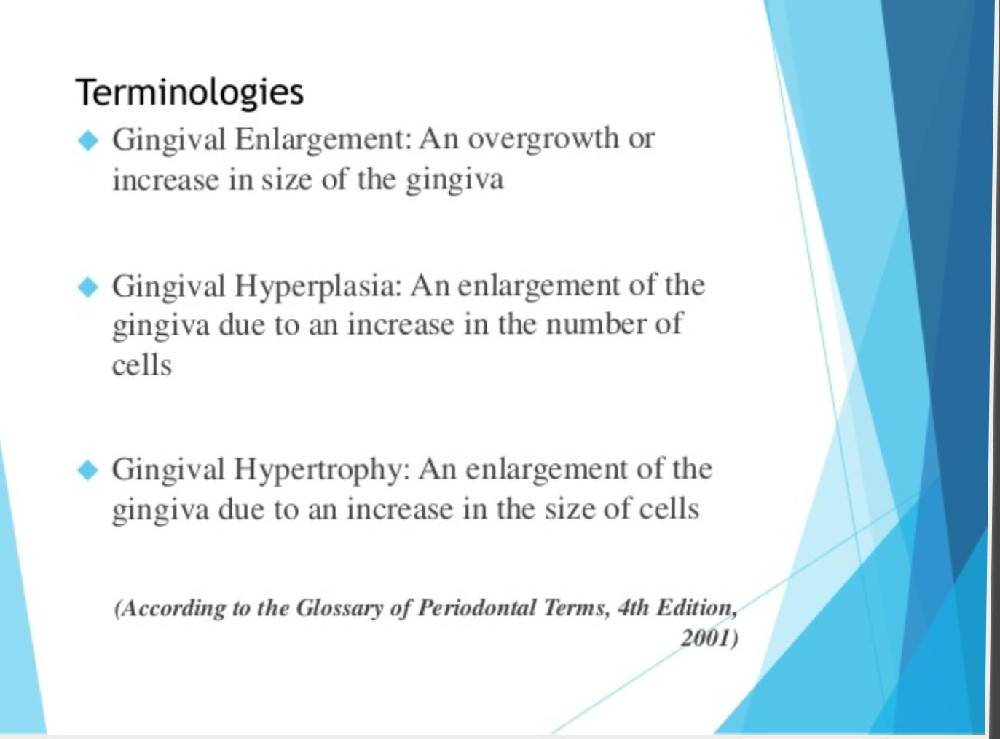 Terminologies
Gingival Enlargement: An overgrowth or
increase in size of the gingiva
Gingival Hyperplasia: An enlargement of the
gingiva due to an increase in the number of
cells
Gingival Hypertrophy: An enlargement of the
gingiva due to an increase in the size of cells
(According to the Glossary of Periodontal Terms, 4th Edition,
2001)